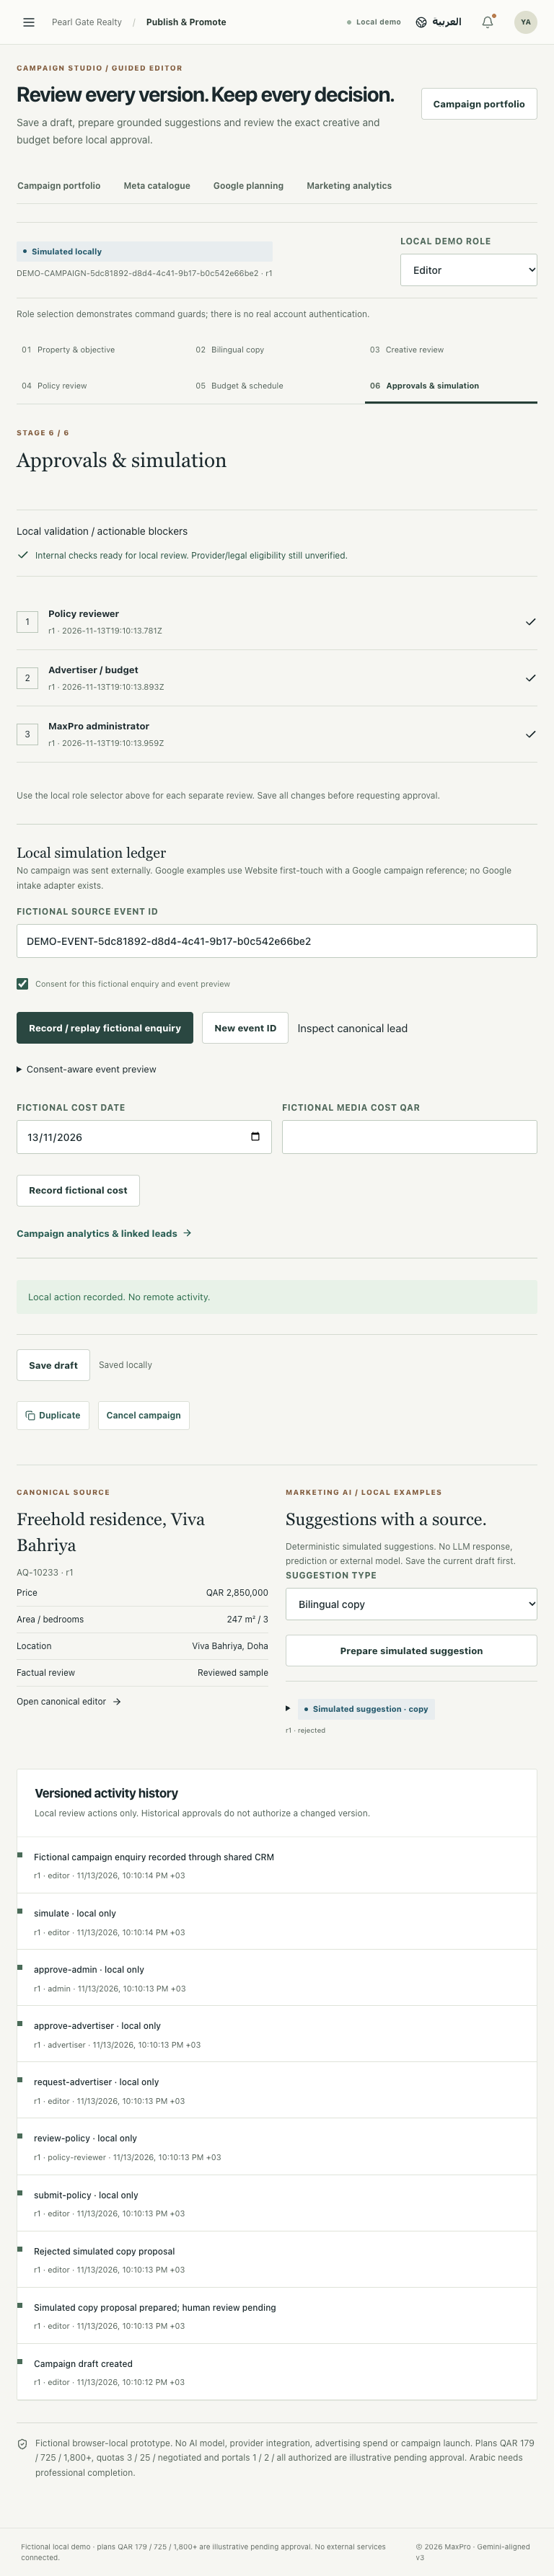 Pearl Gate Realty / Publish & Promote
Local demo
العربية
YA
CAMPAIGN STUDIO / GUIDED EDITOR
Review every version. Keep every decision.
Save a draft, prepare grounded suggestions and review the exact creative and
budget before local approval.
Campaign portfolio
Campaign portfolio
Meta catalogue
Google planning
Marketing analytics
Simulated locally
DEMO-CAMPAIGN-5dc81892-d8d4-4c41-9b17-b0c542e66be2 · r1
LOCAL DEMO ROLE
Editor
Role selection demonstrates command guards; there is no real account authentication.
01 Property & objective
02 Bilingual copy
03 Creative review
04 Policy review
05 Budget & schedule
06 Approvals & simulation
STAGE 6 / 6
Approvals & simulation
Local validation / actionable blockers
Internal checks ready for local review. Provider/legal eligibility still unverified.
1
Policy reviewer
r1 · 2026-11-13T19:10:13.781Z
2
Advertiser / budget
r1 · 2026-11-13T19:10:13.893Z
3
MaxPro administrator
r1 · 2026-11-13T19:10:13.959Z
Use the local role selector above for each separate review. Save all changes before requesting approval.
Local simulation ledger
No campaign was sent externally. Google examples use Website first-touch with a Google campaign reference; no Google
intake adapter exists.
FICTIONAL SOURCE EVENT ID
DEMO-EVENT-5dc81892-d8d4-4c41-9b17-b0c542e66be2
Consent for this fictional enquiry and event preview
Record / replay fictional enquiry
New event ID
Inspect canonical lead
Consent-aware event preview
FICTIONAL COST DATE
13/11/2026
FICTIONAL MEDIA COST QAR
Record fictional cost
Campaign analytics & linked leads
Local action recorded. No remote activity.
Save draft
Saved locally
Duplicate
Cancel campaign
CANONICAL SOURCE
Freehold residence, Viva
Bahriya
AQ-10233 · r1
Price QAR 2,850,000
Area / bedrooms 247 m² / 3
Location Viva Bahriya, Doha
Factual review Reviewed sample
Open canonical editor
MARKETING AI / LOCAL EXAMPLES
Suggestions with a source.
Deterministic simulated suggestions. No LLM response,
prediction or external model. Save the current draft first.
SUGGESTION TYPE
Bilingual copy
Prepare simulated suggestion
Simulated suggestion · copy
r1 · rejected
Versioned activity history
Local review actions only. Historical approvals do not authorize a changed version.
Fictional campaign enquiry recorded through shared CRM
r1 · editor · 11/13/2026, 10:10:14 PM +03
simulate · local only
r1 · editor · 11/13/2026, 10:10:14 PM +03
approve-admin · local only
r1 · admin · 11/13/2026, 10:10:13 PM +03
approve-advertiser · local only
r1 · advertiser · 11/13/2026, 10:10:13 PM +03
request-advertiser · local only
r1 · editor · 11/13/2026, 10:10:13 PM +03
review-policy · local only
r1 · policy-reviewer · 11/13/2026, 10:10:13 PM +03
submit-policy · local only
r1 · editor · 11/13/2026, 10:10:13 PM +03
Rejected simulated copy proposal
r1 · editor · 11/13/2026, 10:10:13 PM +03
Simulated copy proposal prepared; human review pending
r1 · editor · 11/13/2026, 10:10:13 PM +03
Campaign draft created
r1 · editor · 11/13/2026, 10:10:12 PM +03
Fictional browser-local prototype. No AI model, provider integration, advertising spend or campaign launch. Plans QAR 179
/ 725 / 1,800+, quotas 3 / 25 / negotiated and portals 1 / 2 / all authorized are illustrative pending approval. Arabic needs
professional completion.
Fictional local demo · plans QAR 179 / 725 / 1,800+ are illustrative pending approval. No external services
connected.
© 2026 MaxPro · Gemini-aligned
v3